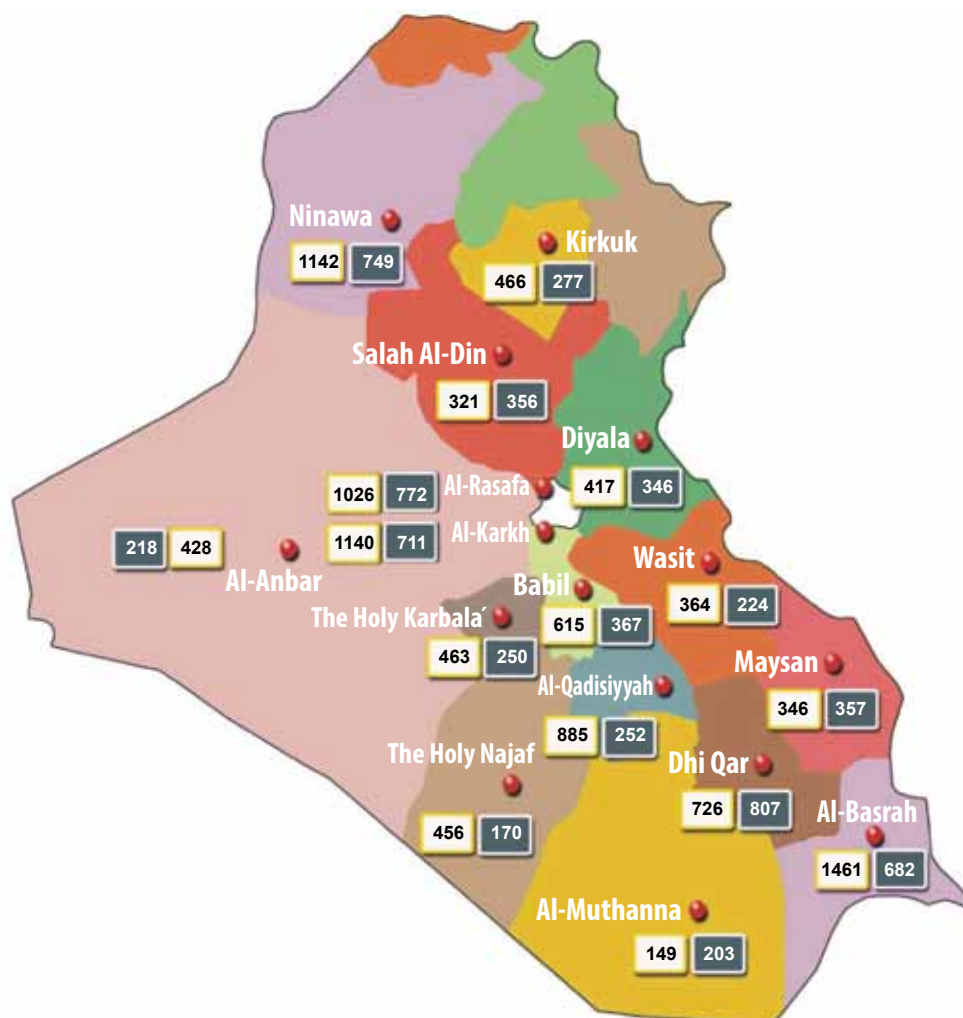 Ninawa
1142 749
Kirkuk
466 277
Salah Al-Din
321 356
Diyala
417 346
1026 772 Al-Rasafa
1140 711 Al-Karkh
218 428
Al-Anbar
Wasit
364 224
Babil
615 367
The Holy Karbala´
463 250
Maysan
346 357
Al-Qadisiyyah
885 252
The Holy Najaf
456 170
Dhi Qar
726 807
Al-Basrah
1461 682
Al-Muthanna
149 203